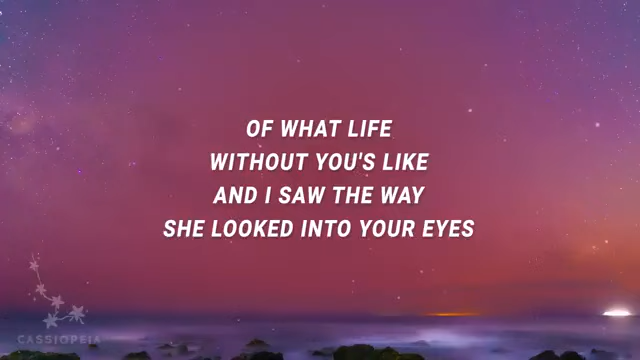 OF WHAT LIFE
WITHOUT YOU'S LIKE
AND I SAW THE WAY
SHE LOOKED INTO YOUR EYES
CASSIOPEIA